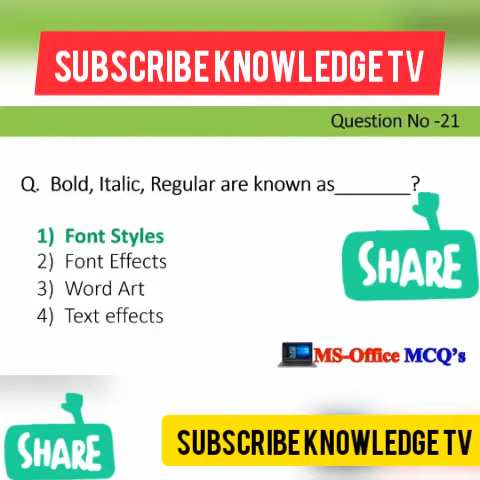 SUBSCRIBE KNOWLEDGE TV
Question No -21
Q. Bold, Italic, Regular are known as_______?
1) Font Styles
2) Font Effects
3) Word Art
4) Text effects
SHARE
MS-Office MCQ's
SHARE
SUBSCRIBE KNOWLEDGE TV